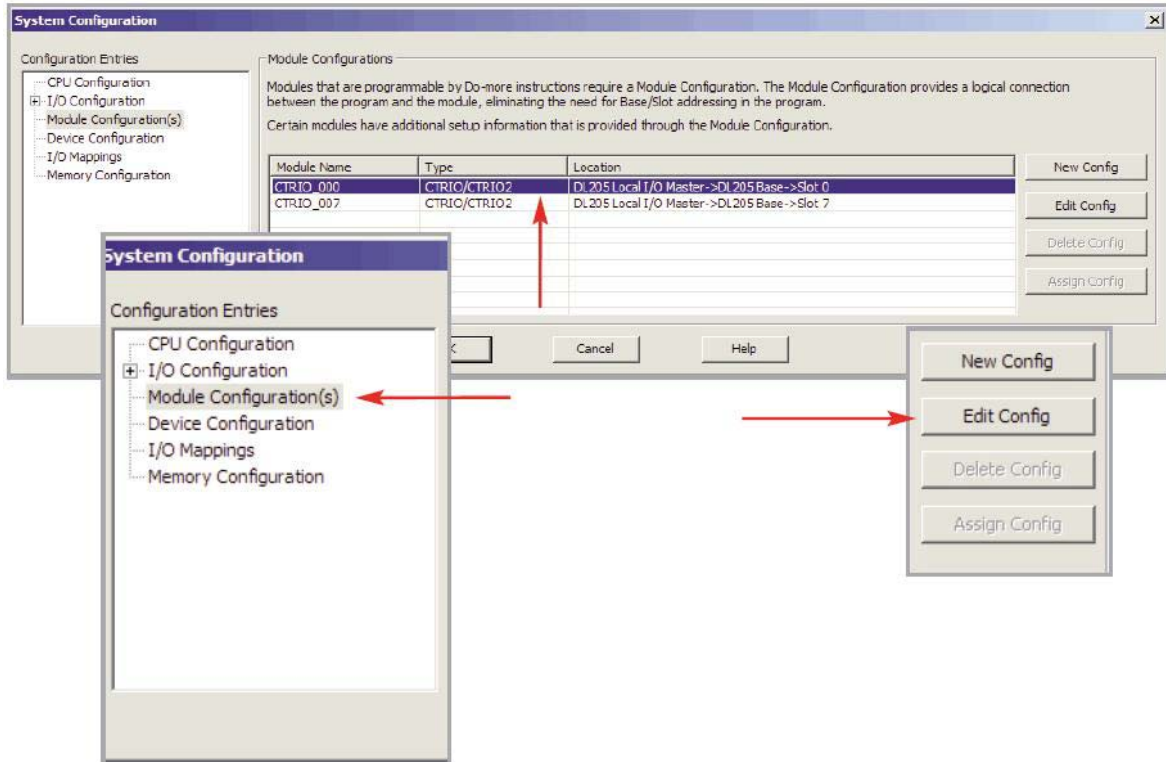 System Configuration
Configuration Entries
CPU Configuration
I/O Configuration
Module Configuration(s)
Device Configuration
I/O Mappings
Memory Configuration
Module Configurations
Modules that are programmable by Do-more instructions require a Module Configuration. The Module Configuration provides a logical connection
between the program and the module, eliminating the need for Base/Slot addressing in the program.
Certain modules have additional setup information that is provided through the Module Configuration.
Module Name Type Location
CTRIO_000 CTRIO/CTRIO2 DL205 Local I/O Master->DL205 Base->Slot 0
CTRIO_007 CTRIO/CTRIO2 DL205 Local I/O Master->DL205 Base->Slot 7
New Config
Edit Config
Delete Config
Assign Config
Cancel
Help
System Configuration
Configuration Entries
CPU Configuration
I/O Configuration
Module Configuration(s)
Device Configuration
I/O Mappings
Memory Configuration
New Config
Edit Config
Delete Config
Assign Config